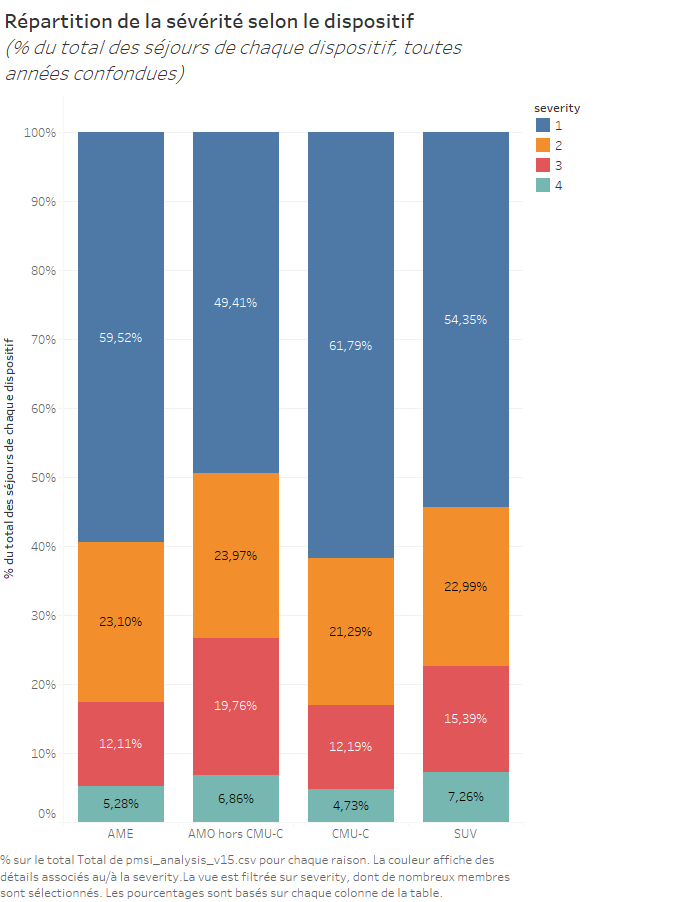 Répartition de la sévérité selon le dispositif
(% du total des séjours de chaque dispositif, toutes
années confondues)
severity
1
2
3
4
% du total des séjours de chaque dispositif
100%
90%
80%
70%
60%
50%
40%
30%
20%
10%
0%
59,52%
23,10%
12,11%
5,28%
49,41%
23,97%
19,76%
6,86%
61,79%
21,29%
12,19%
4,73%
54,35%
22,99%
15,39%
7,26%
AME
AMO hors CMU-C
CMU-C
SUV
% sur le total Total de pmsi_analysis_v15.csv pour chaque raison. La couleur affiche des
détails associés au/à la severity.La vue est filtrée sur severity, dont de nombreux membres
sont sélectionnés. Les pourcentages sont basés sur chaque colonne de la table.